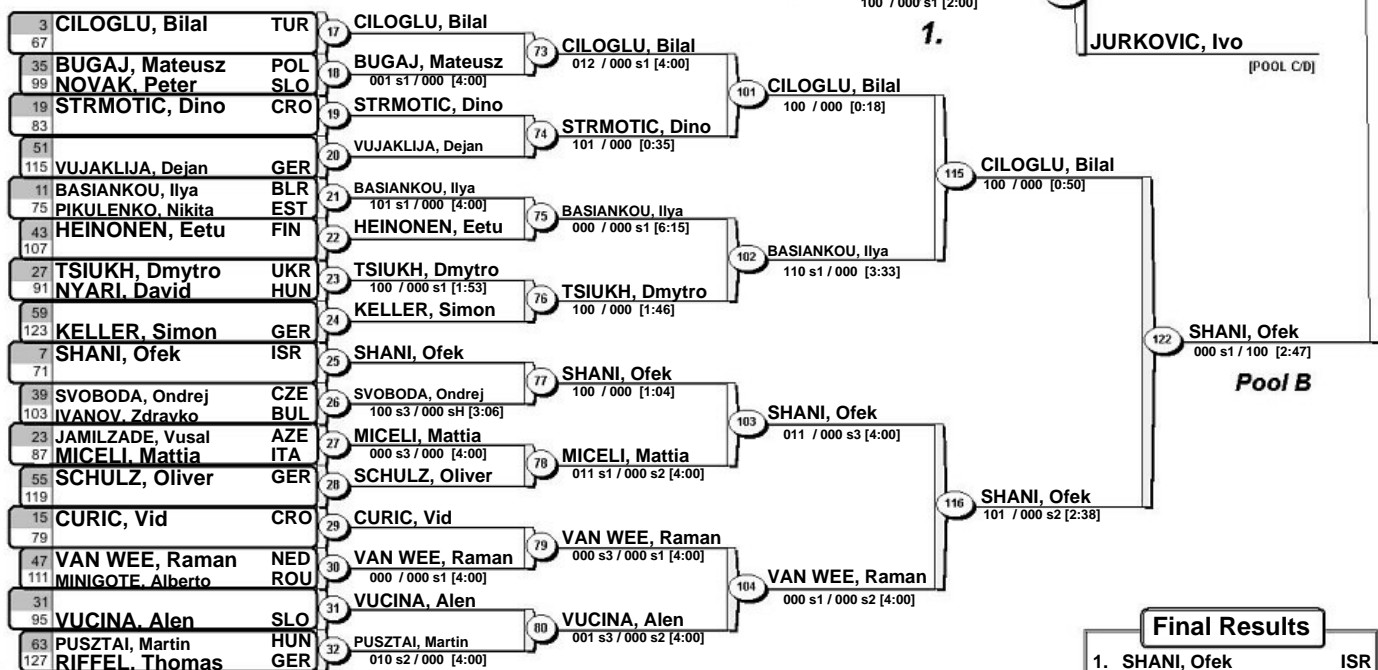 100 / 000 s1 [2:00]
1.
JURKOVIC, Ivo
[POOL C/D]
3 CILOGLU, Bilal TUR
67
35 BUGAJ, Mateusz POL
99 NOVAK, Peter SLO
19 STRMOTIC, Dino CRO
83
51
115 VUJAKLIJA, Dejan GER
11 BASIANKOU, Ilya BLR
75 PIKULENKO, Nikita EST
43 HEINONEN, Eetu FIN
107
27 TSIUKH, Dmytro UKR
91 NYARI, David HUN
59
123 KELLER, Simon GER
7 SHANI, Ofek ISR
71
39 SVOBODA, Ondrej CZE
103 IVANOV, Zdravko BUL
23 JAMILZADE, Vusal AZE
87 MICELI, Mattia ITA
55 SCHULZ, Oliver GER
119
15 CURIC, Vid CRO
79
47 VAN WEE, Raman NED
111 MINIGOTE, Alberto ROU
31
95 VUCINA, Alen SLO
63 PUSZTAI, Martin HUN
127 RIFFEL, Thomas GER
17 CILOGLU, Bilal
18 BUGAJ, Mateusz
001 s1 / 000 [4:00]
19 STRMOTIC, Dino
20 VUJAKLIJA, Dejan
21 BASIANKOU, Ilya
101 s1 / 000 [4:00]
22 HEINONEN, Eetu
23 TSIUKH, Dmytro
100 / 000 s1 [1:53]
24 KELLER, Simon
25 SHANI, Ofek
26 SVOBODA, Ondrej
100 s3 / 000 sH [3:06]
27 MICELI, Mattia
000 s3 / 000 [4:00]
28 SCHULZ, Oliver
29 CURIC, Vid
30 VAN WEE, Raman
000 / 000 s1 [4:00]
31 VUCINA, Alen
32 PUSZTAI, Martin
010 s2 / 000 [4:00]
73 CILOGLU, Bilal
012 / 000 s1 [4:00]
74 STRMOTIC, Dino
101 / 000 [0:35]
75 BASIANKOU, Ilya
000 / 000 s1 [6:15]
76 TSIUKH, Dmytro
100 / 000 [1:46]
77 SHANI, Ofek
100 / 000 [1:04]
78 MICELI, Mattia
011 s1 / 000 s2 [4:00]
79 VAN WEE, Raman
000 s3 / 000 s1 [4:00]
80 VUCINA, Alen
001 s3 / 000 s2 [4:00]
101 CILOGLU, Bilal
100 / 000 [0:18]
102 BASIANKOU, Ilya
110 s1 / 000 [3:33]
103 SHANI, Ofek
011 / 000 s3 [4:00]
104 VAN WEE, Raman
000 s1 / 000 s2 [4:00]
115 CILOGLU, Bilal
100 / 000 [0:50]
116 SHANI, Ofek
101 / 000 s2 [2:38]
122 SHANI, Ofek
000 s1 / 100 [2:47]
Pool B
Final Results
1. SHANI, Ofek ISR